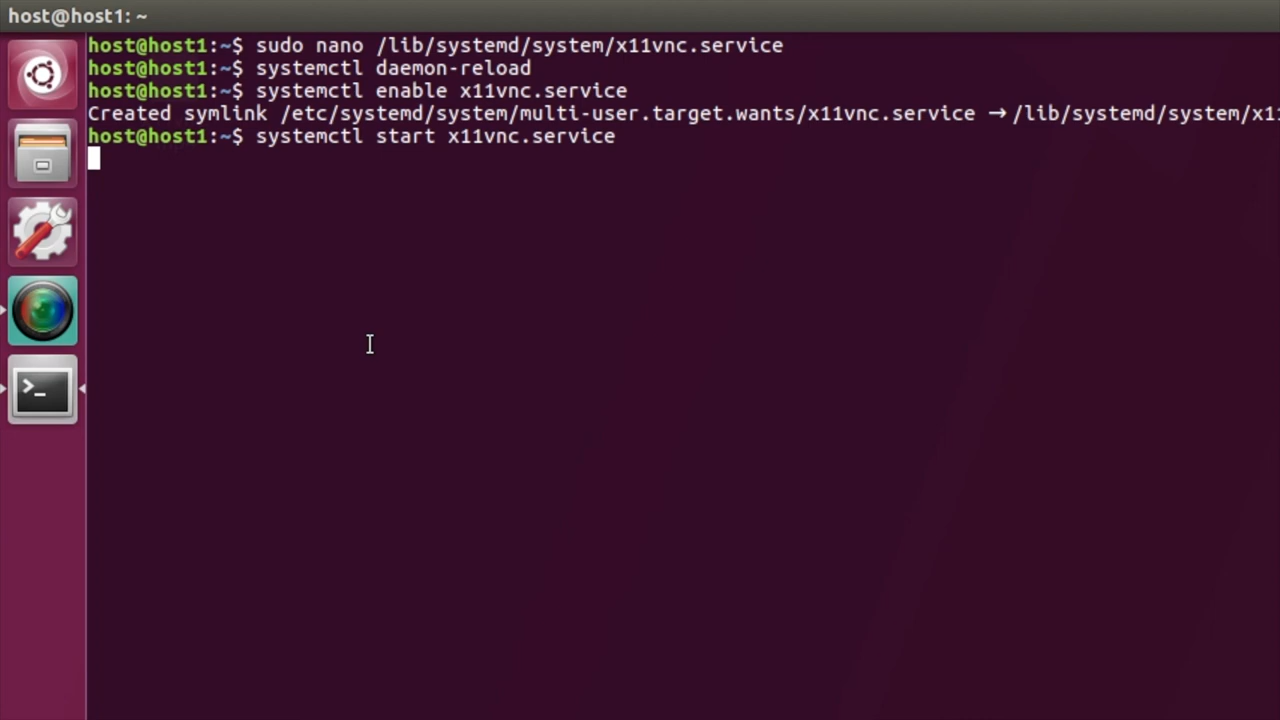 host@host1: ~
host@host1:~$ sudo nano /lib/systemd/system/x11vnc.service
host@host1:~$ systemctl daemon-reload
host@host1:~$ systemctl enable x11vnc.service
Created symlink /etc/systemd/system/multi-user.target.wants/x11vnc.service → /lib/systemd/system/x11
host@host1:~$ systemctl start x11vnc.service